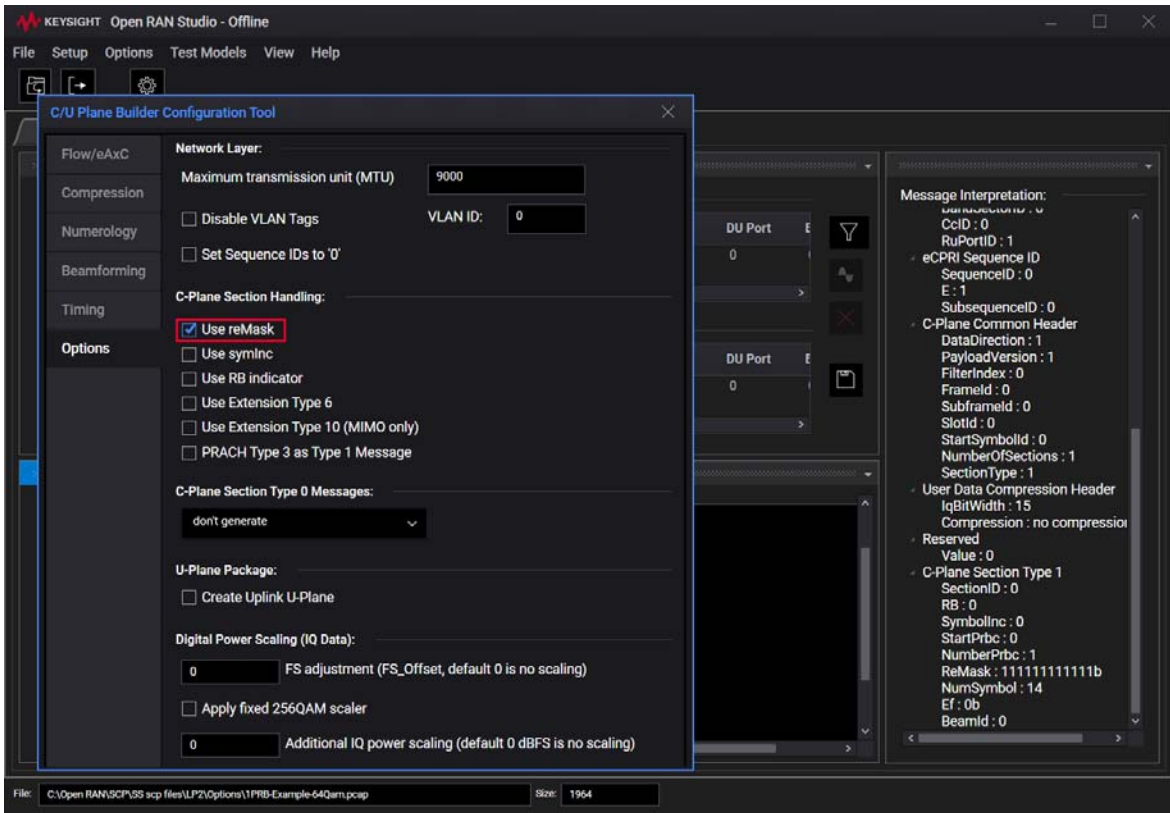 KEYSIGHT Open RAN Studio - Offline
File Setup Options Test Models View Help
C/U Plane Builder Configuration Tool
Flow/eAxC
Compression
Numerology
Beamforming
Timing
Options
Network Layer:
Maximum transmission unit (MTU) 9000
Disable VLAN Tags VLAN ID: 0
Set Sequence IDs to '0'
C-Plane Section Handling:
Use reMask
Use symInc
Use RB indicator
Use Extension Type 6
Use Extension Type 10 (MIMO only)
PRACH Type 3 as Type 1 Message
C-Plane Section Type 0 Messages:
don't generate
U-Plane Package:
Create Uplink U-Plane
Digital Power Scaling (IQ Data):
0 FS adjustment (FS_Offset, default 0 is no scaling)
Apply fixed 256QAM scaler
0 Additional IQ power scaling (default 0 dBFS is no scaling)
DU Port
0
DU Port
0
Message Interpretation:
CcID : 0
RuPortID : 1
eCPRI Sequence ID
SequenceID : 0
E : 1
SubsequenceID : 0
C-Plane Common Header
DataDirection : 1
PayloadVersion : 1
FilterIndex : 0
FrameId : 0
SubframeId : 0
SlotId : 0
StartSymbolId : 0
NumberOfSections : 1
SectionType : 1
User Data Compression Header
IqBitWidth : 15
Compression : no compression
Reserved
Value : 0
C-Plane Section Type 1
SectionID : 0
RB : 0
SymbolInc : 0
StartPrbc : 0
NumberPrbc : 1
ReMask : 111111111111b
NumSymbol : 14
Ef : 0b
BeamId : 0
File: C:\Open RAN\SCP\SS scp files\LP2\Options\1PRB-Example-64Qam.pcap Size: 1964